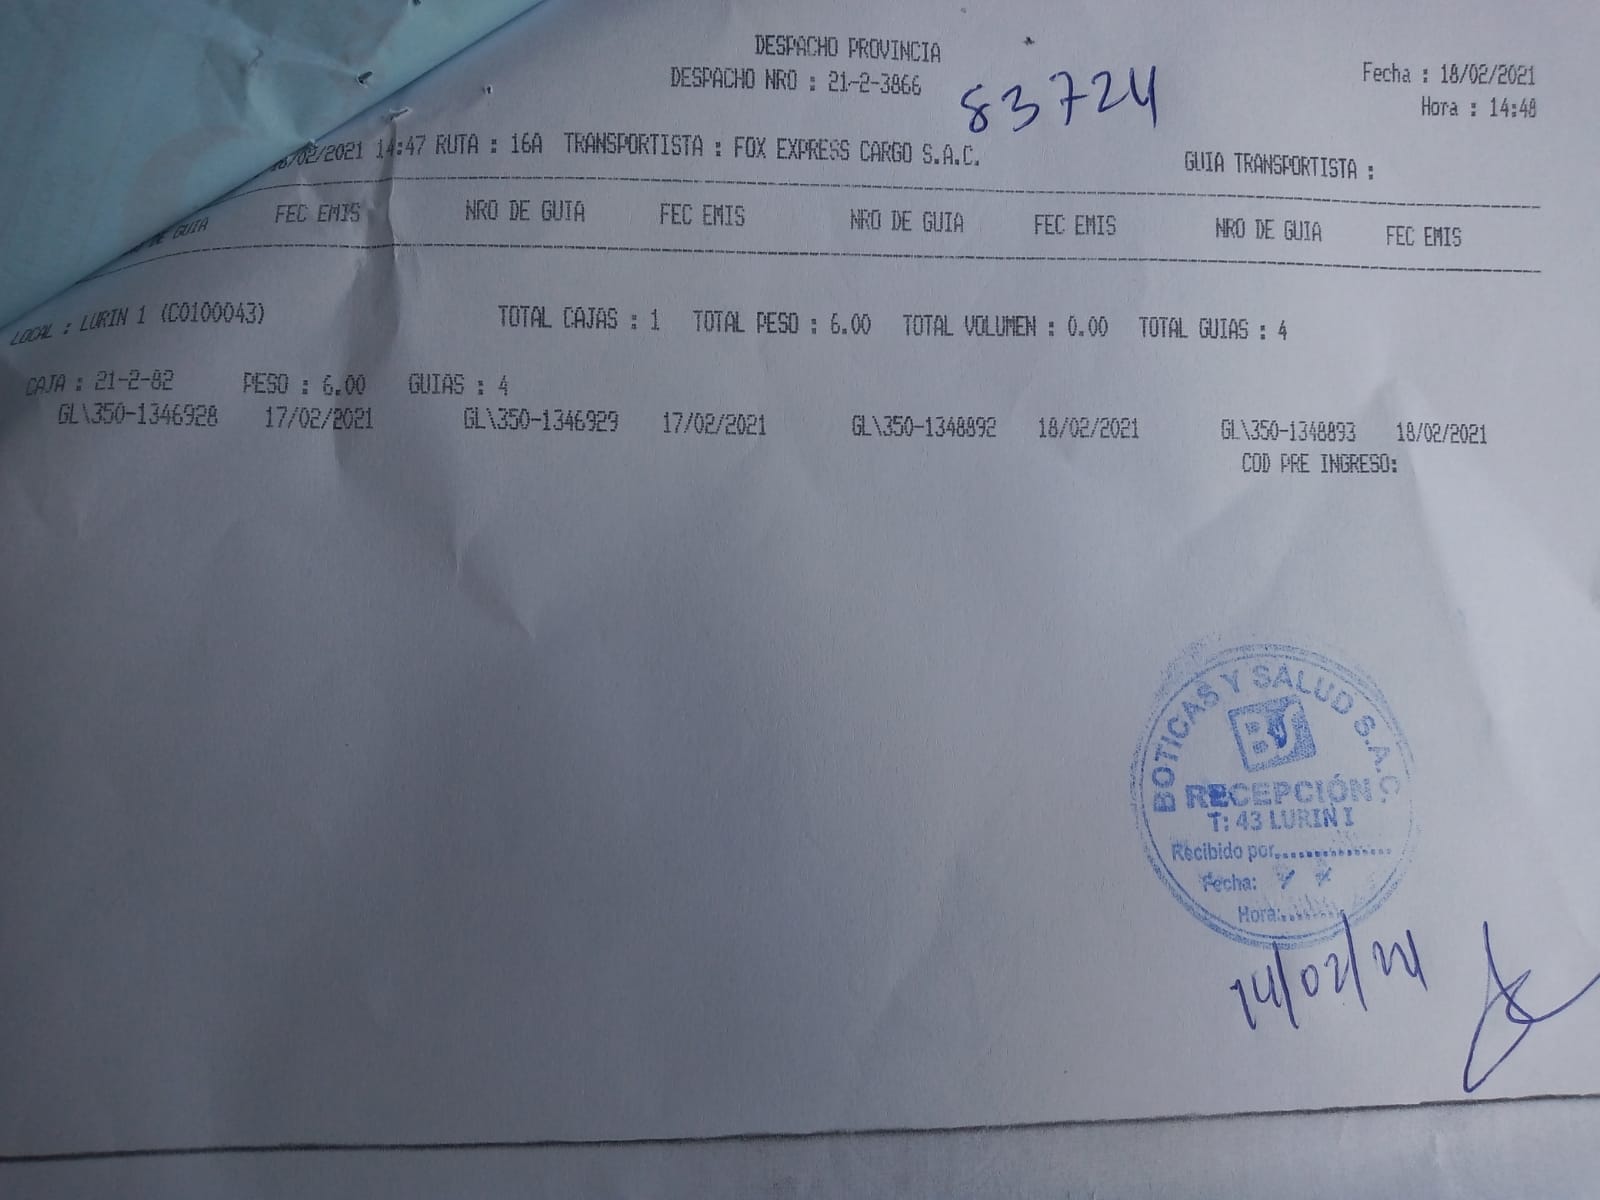 DESPACHO PROVINCIA
DESPACHO NRO : 21-2-3866
83724
Fecha : 18/02/2021
Hora : 14:48
/02/2021 14:47 RUTA : 16A TRANSPORTISTA : FOX EXPRESS CARGO S.A.C.
GUIA TRANSPORTISTA :
DE GUIA FEC EMIS NRO DE GUIA FEC EMIS NRO DE GUIA FEC EMIS NRO DE GUIA FEC EMIS
LOCAL : LURIN 1 (C0100043) TOTAL CAJAS : 1 TOTAL PESO : 6.00 TOTAL VOLUMEN : 0.00 TOTAL GUIAS : 4
CAJA : 21-2-82 PESO : 6.00 GUIAS : 4
GL\350-1346928 17/02/2021 GL\350-1346929 17/02/2021 GL\350-1348892 18/02/2021 GL\350-1348893 18/02/2021
COD PRE INGRESO:
BOTICAS Y SALUD S.A.C.
BS
RECEPCIÓN
T: 43 LURIN I
Recibido por...............
Fecha:
Hora:.........